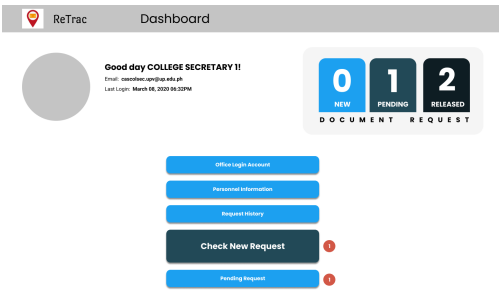 ReTrac
Dashboard
Good day COLLEGE SECRETARY 1!
Email: cascolsec.upv@up.edu.ph
Last Login: March 08, 2020 06:32PM
0 1 2
NEW PENDING RELEASED
DOCUMENT REQUEST
Office Login Account
Personnel Information
Request History
Check New Request 1
Pending Request 1